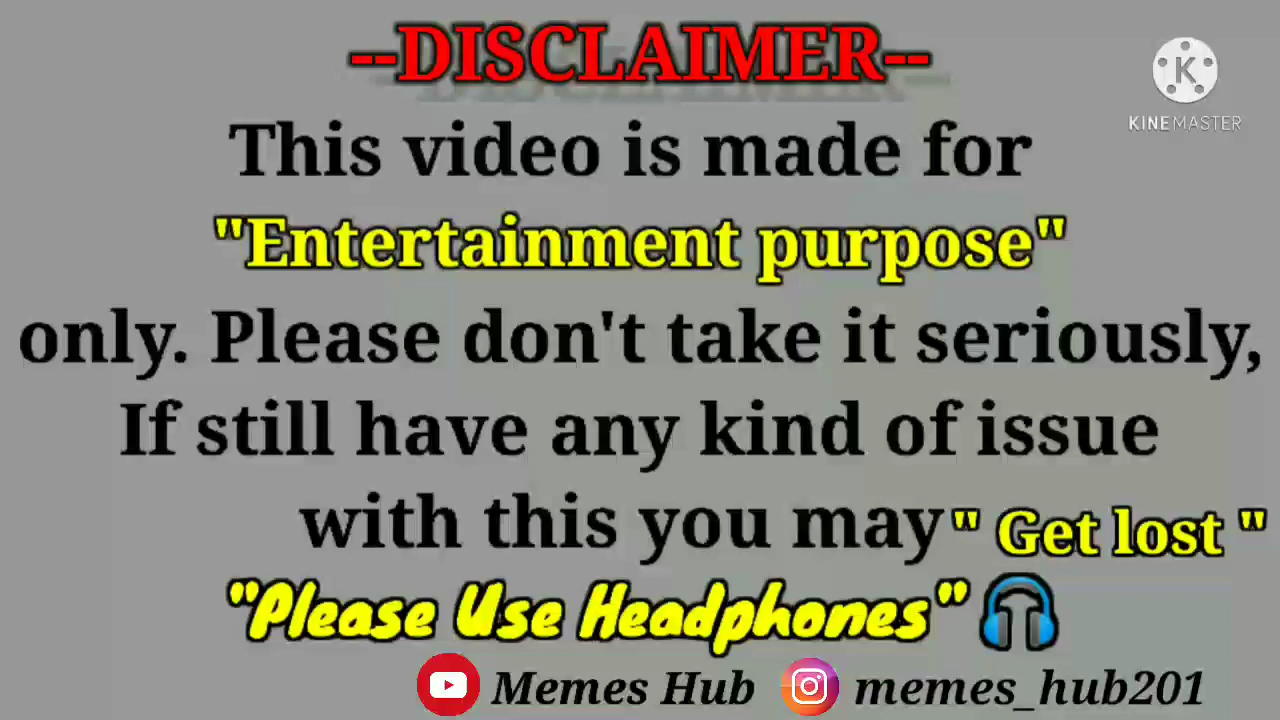 --DISCLAIMER--
K
KINEMASTER
This video is made for
"Entertainment purpose"
only. Please don't take it seriously,
If still have any kind of issue
with this you may " Get lost "
"Please Use Headphones"
Memes Hub memes_hub201